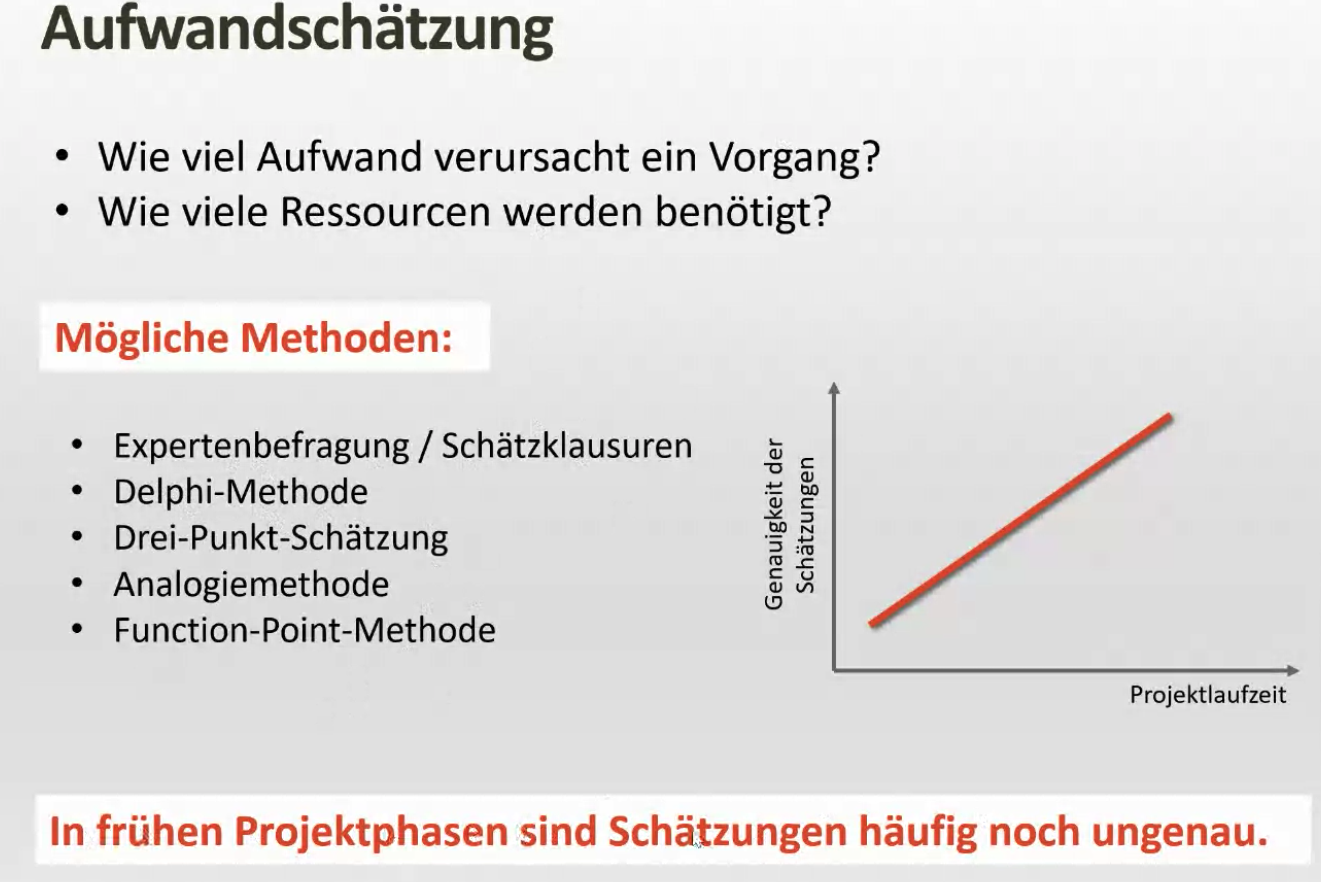 Aufwandschätzung
• Wie viel Aufwand verursacht ein Vorgang?
• Wie viele Ressourcen werden benötigt?
Mögliche Methoden:
• Expertenbefragung / Schätzklausuren
• Delphi-Methode
• Drei-Punkt-Schätzung
• Analogiemethode
• Function-Point-Methode
Genauigkeit der
Schätzungen
Projektlaufzeit
In frühen Projektphasen sind Schätzungen häufig noch ungenau.